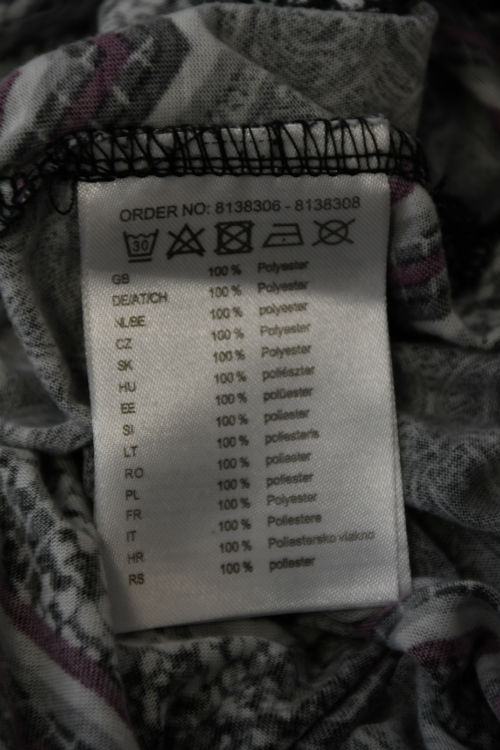 ORDER NO: 8138306 - 8138308
30
GB 100 % Polyester
DE/AT/CH 100 % Polyester
NL/BE 100 % polyester
CZ 100 % Polyester
SK 100 % Polyester
HU 100 % poliészter
EE 100 % polüester
SI 100 % poliester
LT 100 % poliesteris
RO 100 % poliester
PL 100 % poliester
FR 100 % Polyester
IT 100 % Poliestere
HR 100 % Poliestersko vlakno
RS 100 % poliester